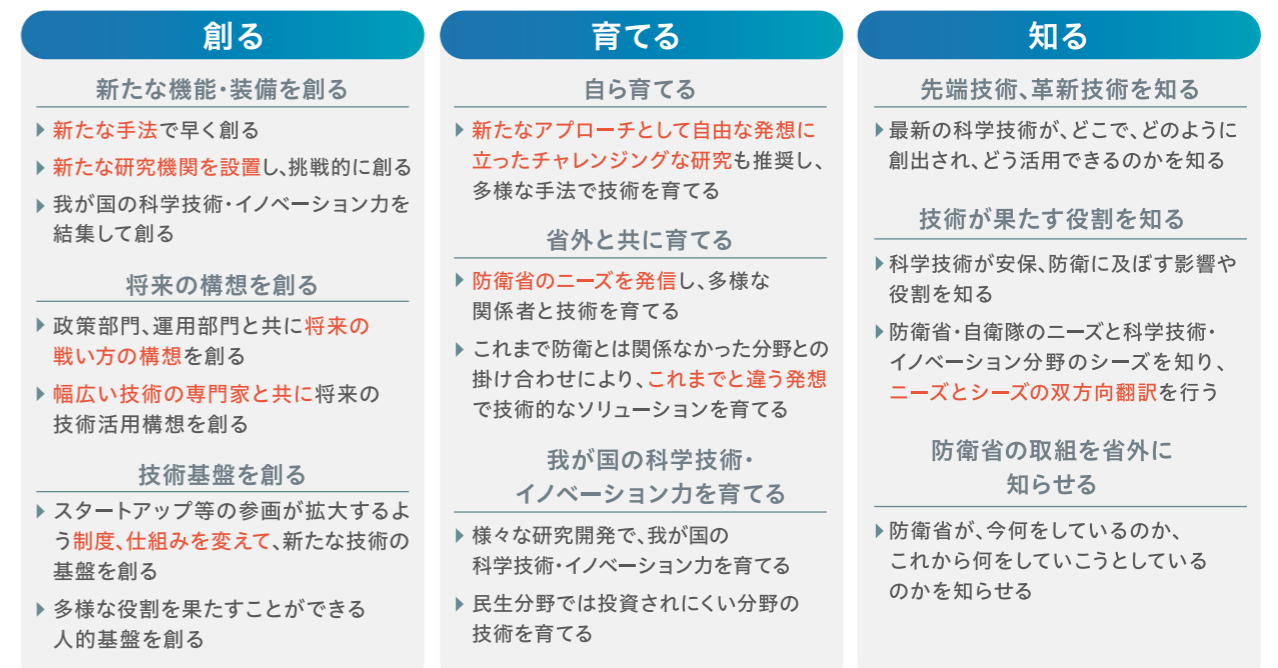 創る
新たな機能・装備を創る
新たな手法で早く創る
新たな研究機関を設置し、挑戦的に創る
我が国の科学技術・イノベーション力を
結集して創る
将来の構想を創る
政策部門、運用部門と共に将来の
戦い方の構想を創る
幅広い技術の専門家と共に将来の
技術活用構想を創る
技術基盤を創る
スタートアップ等の参画が拡大するよ
う制度、仕組みを変えて、新たな技術の
基盤を創る
多様な役割を果たすことができる
人的基盤を創る
育てる
自ら育てる
新たなアプローチとして自由な発想に
立ったチャレンジングな研究も推奨し、
多様な手法で技術を育てる
省外と共に育てる
防衛省のニーズを発信し、多様な
関係者と技術を育てる
これまで防衛とは関係なかった分野との
掛け合わせにより、これまでと違う発想
で技術的なソリューションを育てる
我が国の科学技術・
イノベーション力を育てる
様々な研究開発で、我が国の
科学技術・イノベーション力を育てる
民生分野では投資されにくい分野の
技術を育てる
知る
先端技術、革新技術を知る
最新の科学技術が、どこで、どのように
創出され、どう活用できるのかを知る
技術が果たす役割を知る
科学技術が安保、防衛に及ぼす影響や
役割を知る
防衛省・自衛隊のニーズと科学技術・
イノベーション分野のシーズを知り、
ニーズとシーズの双方向翻訳を行う
防衛省の取組を省外に
知らせる
防衛省が、今何をしているのか、
これから何をしていこうとしている
のかを知らせる